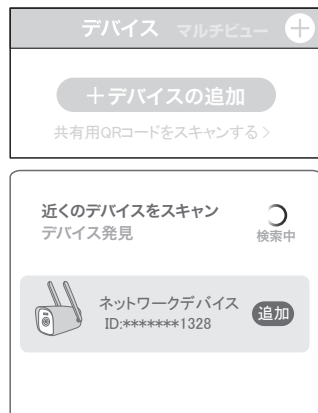 デバイス マルチビュー
＋デバイスの追加
共有用QRコードをスキャンする >
近くのデバイスをスキャン
デバイス発見
検索中
ネットワークデバイス
ID:*******1328
追加